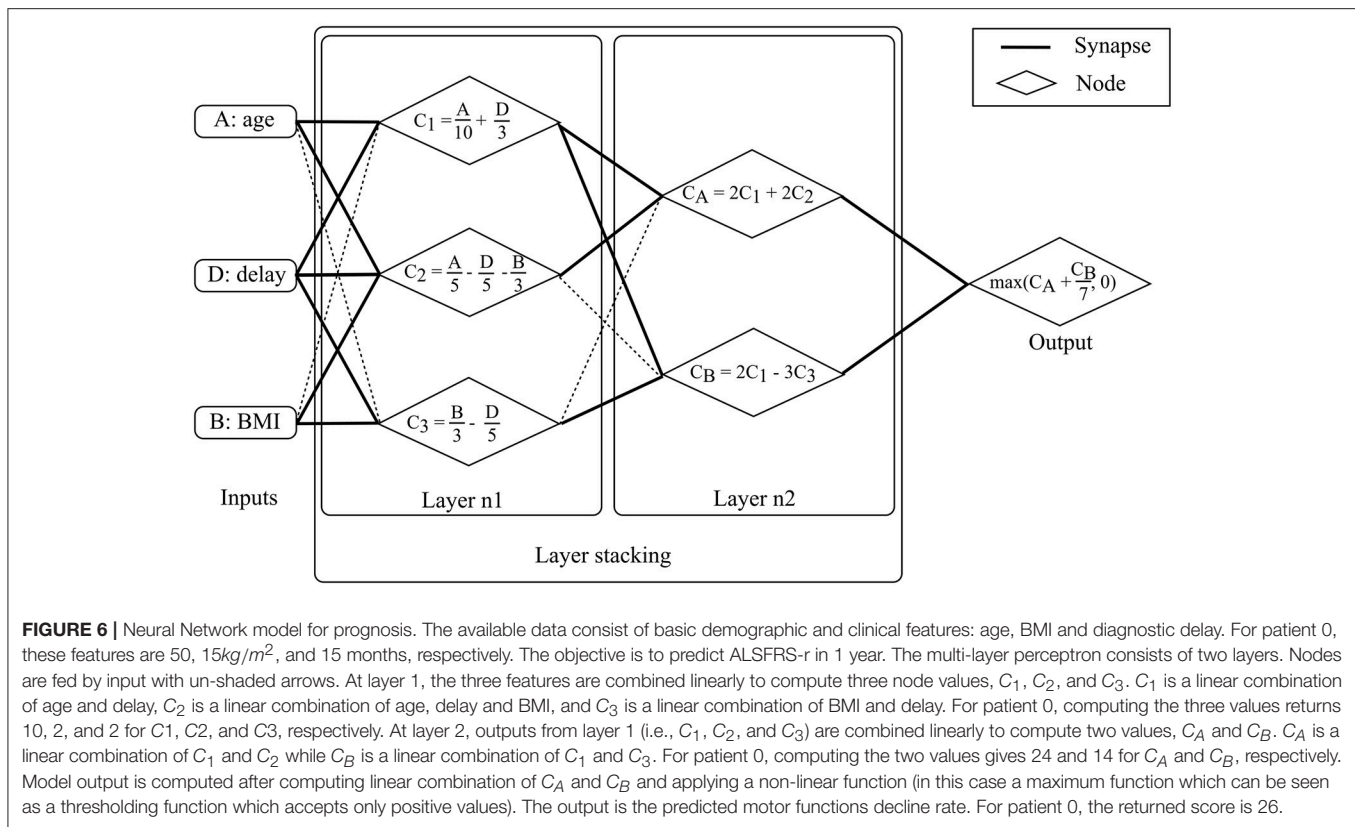 Synapse
Node
A: age
D: delay
B: BMI
Inputs
C1 = A/10 + D/3
C2 = A/5 - D/5 - B/3
C3 = B/3 - D/5
Layer n1
CA = 2C1 + 2C2
CB = 2C1 - 3C3
Layer n2
Layer stacking
max(CA + CB/7, 0)
Output
FIGURE 6 | Neural Network model for prognosis. The available data consist of basic demographic and clinical features: age, BMI and diagnostic delay. For patient 0,
these features are 50, 15kg/m², and 15 months, respectively. The objective is to predict ALSFRS-r in 1 year. The multi-layer perceptron consists of two layers. Nodes
are fed by input with un-shaded arrows. At layer 1, the three features are combined linearly to compute three node values, C1, C2, and C3. C1 is a linear combination
of age and delay, C2 is a linear combination of age, delay and BMI, and C3 is a linear combination of BMI and delay. For patient 0, computing the three values returns
10, 2, and 2 for C1, C2, and C3, respectively. At layer 2, outputs from layer 1 (i.e., C1, C2, and C3) are combined linearly to compute two values, CA and CB. CA is a
linear combination of C1 and C2 while CB is a linear combination of C1 and C3. For patient 0, computing the two values gives 24 and 14 for CA and CB, respectively.
Model output is computed after computing linear combination of CA and CB and applying a non-linear function (in this case a maximum function which can be seen
as a thresholding function which accepts only positive values). The output is the predicted motor functions decline rate. For patient 0, the returned score is 26.